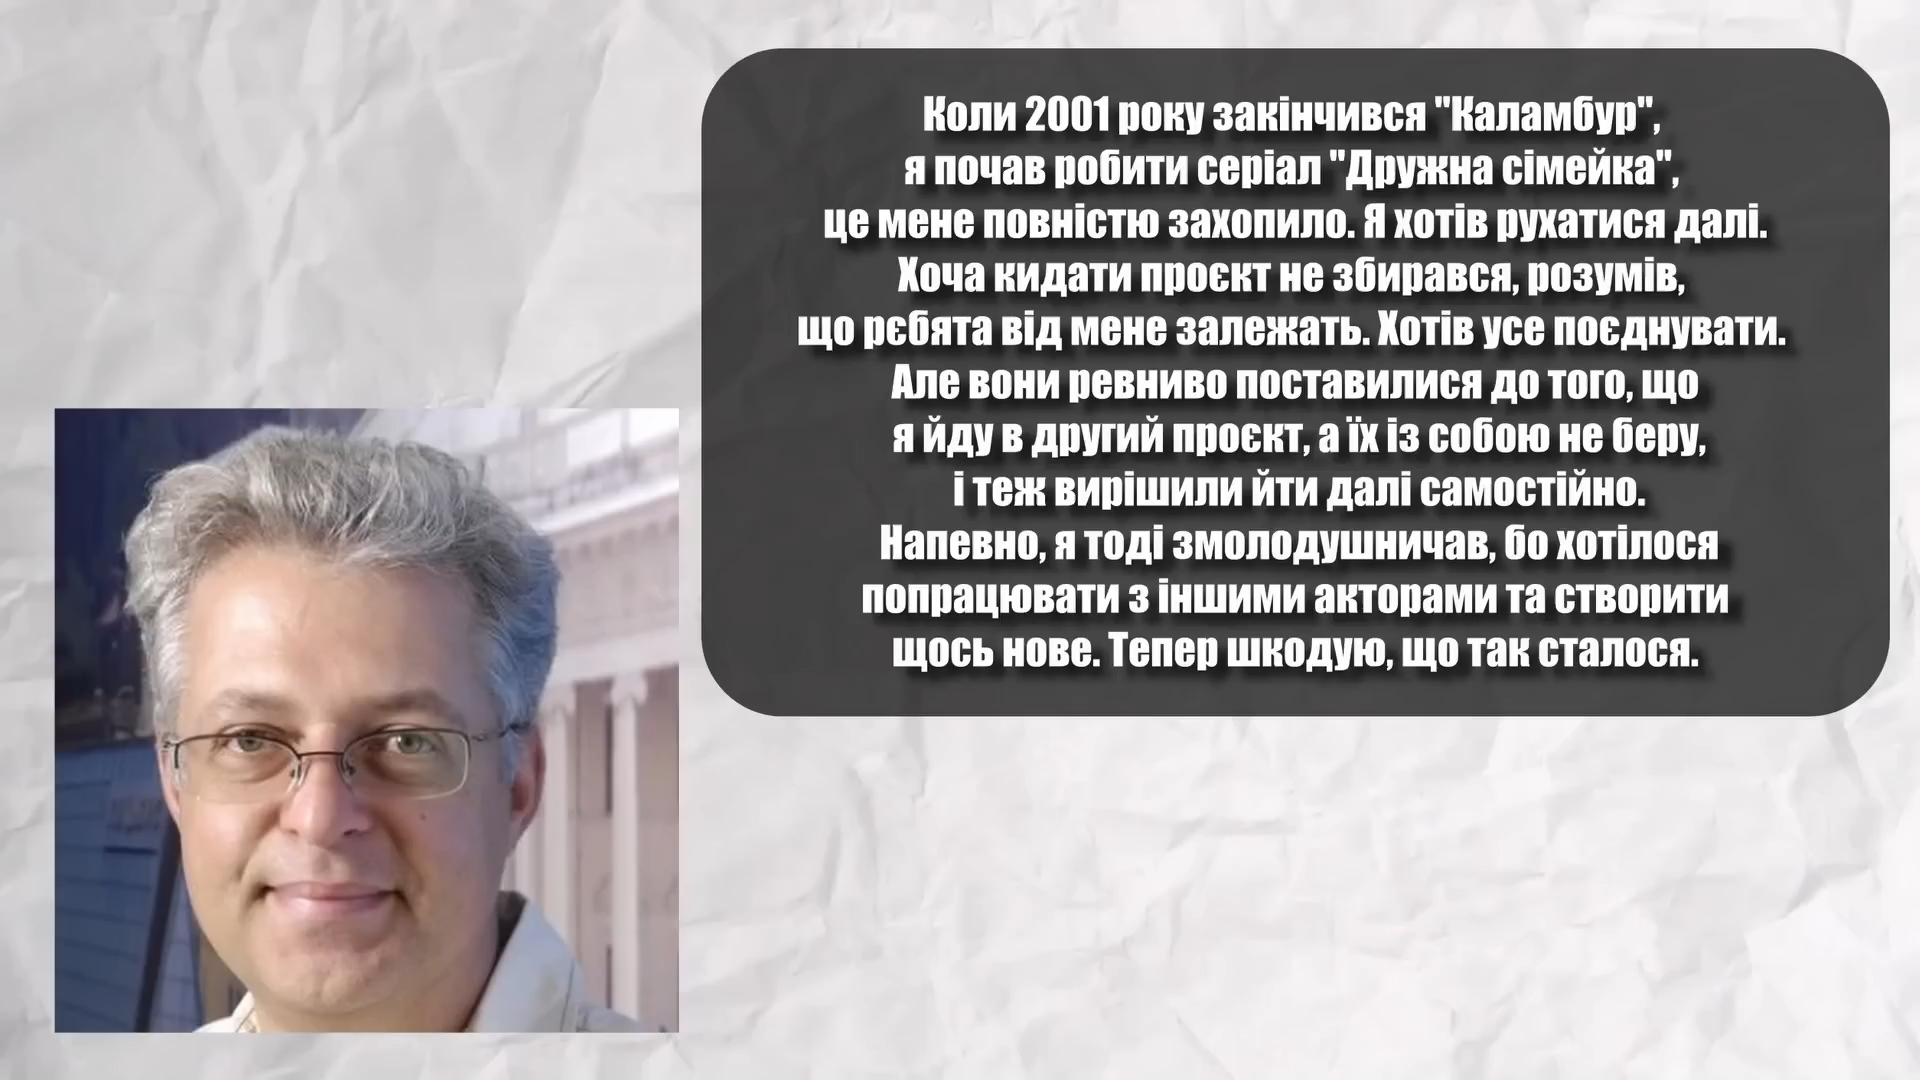 Коли 2001 року закінчився "Каламбур",
я почав робити серіал "Дружна сімейка",
це мене повністю захопило. Я хотів рухатися далі.
Хоча кидати проєкт не збирався, розумів,
що рєбята від мене залежать. Хотів усе поєднувати.
Але вони ревниво поставилися до того, що
я йду в другий проєкт, а їх із собою не беру,
і теж вирішили йти далі самостійно.
Напевно, я тоді змолодушничав, бо хотілося
попрацювати з іншими акторами та створити
щось нове. Тепер шкодую, що так сталося.